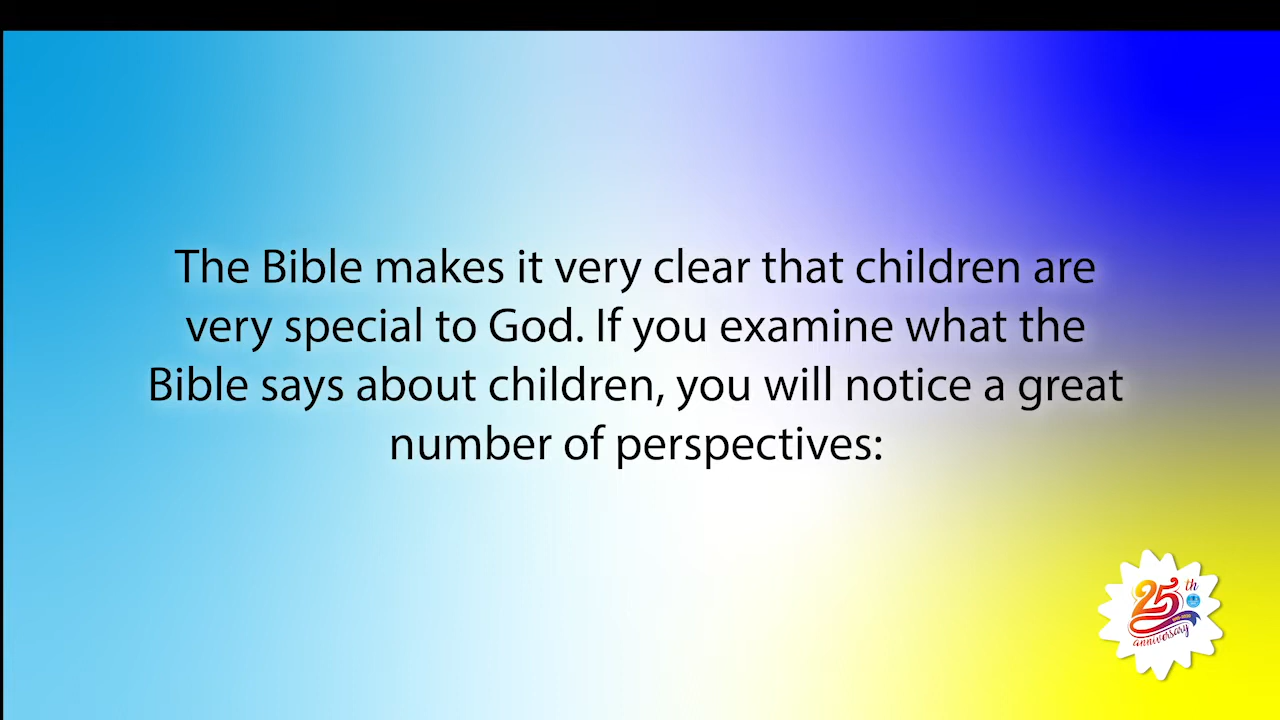 The Bible makes it very clear that children are
very special to God. If you examine what the
Bible says about children, you will notice a great
number of perspectives:
25th
anniversary